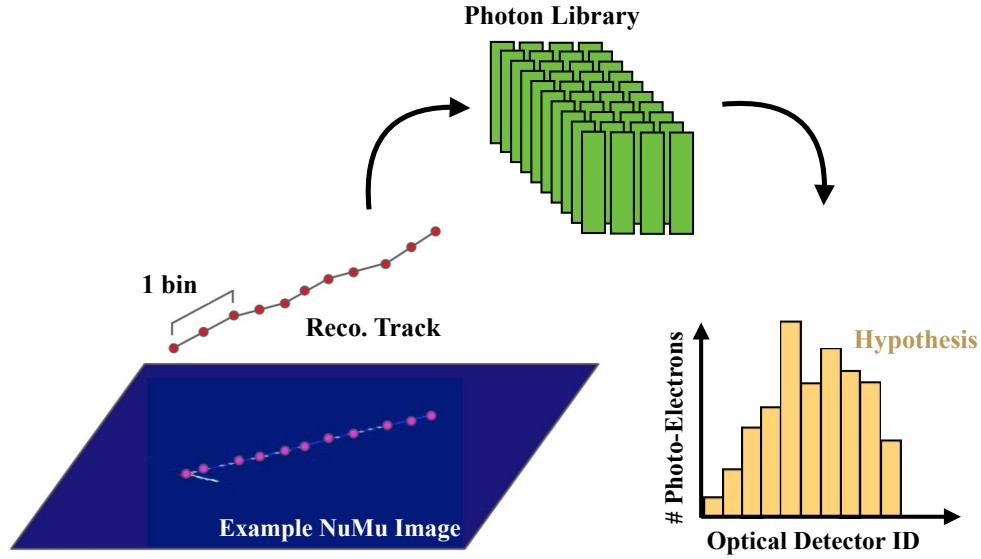 Photon Library
1 bin
Reco. Track
Hypothesis
# Photo-Electrons
Example NuMu Image
Optical Detector ID